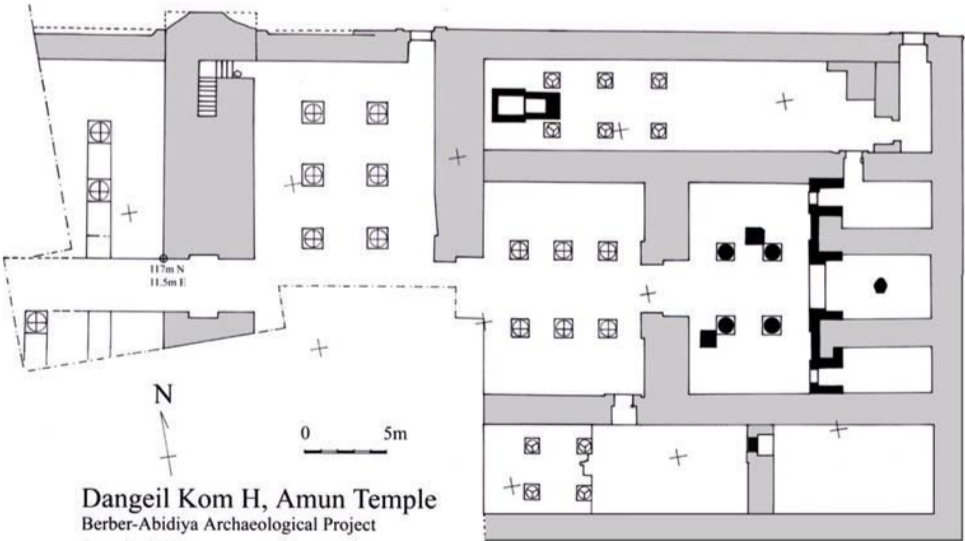 117m N
11.5m E
N
0 5m
Dangeil Kom H, Amun Temple
Berber-Abidiya Archaeological Project